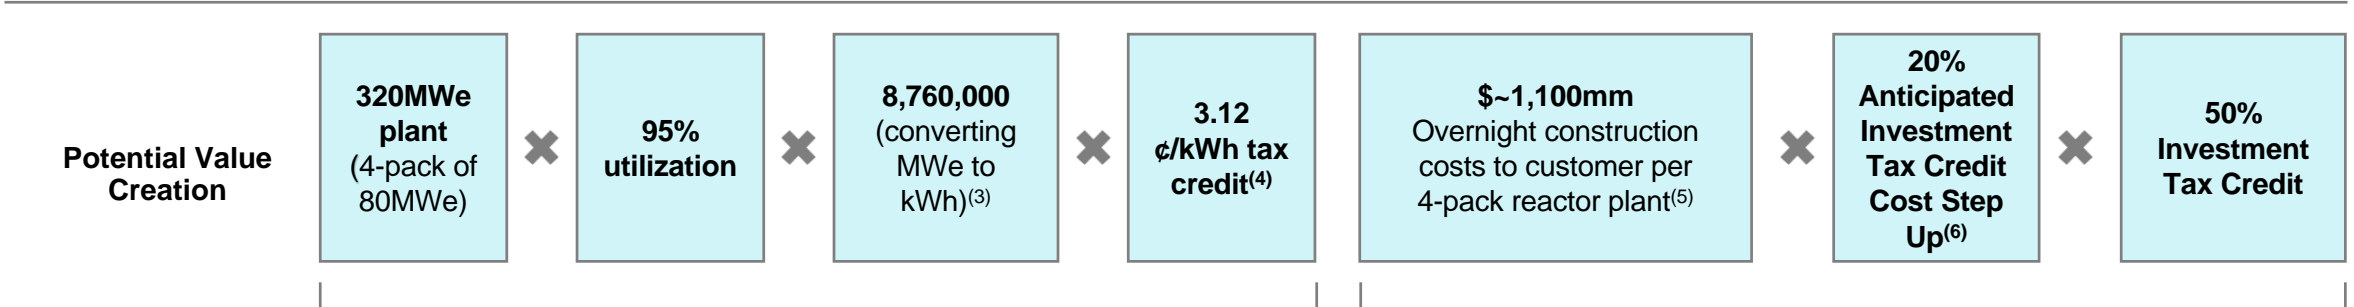 Potential Value
Creation
320MWe
plant
(4-pack of
80MWe)
95%
utilization
8,760,000
(converting
MWe to
kWh)(3)
3.12
¢/kWh tax
credit(4)
$~1,100mm
Overnight construction
costs to customer per
4-pack reactor plant(5)
20%
Anticipated
Investment
Tax Credit
Cost Step
Up(6)
50%
Investment
Tax Credit